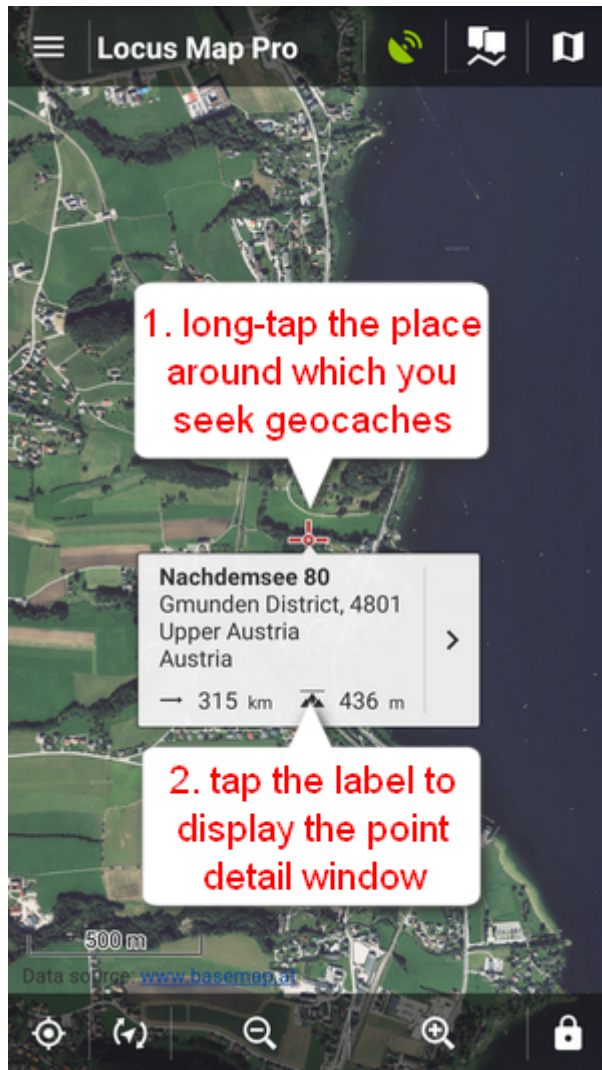 Locus Map Pro
1. long-tap the place
around which you
seek geocaches
Nachdemsee 80
Gmunden District, 4801
Upper Austria
Austria
315 km 436 m
2. tap the label to
display the point
detail window
500 m
Data source: www.basemap.at